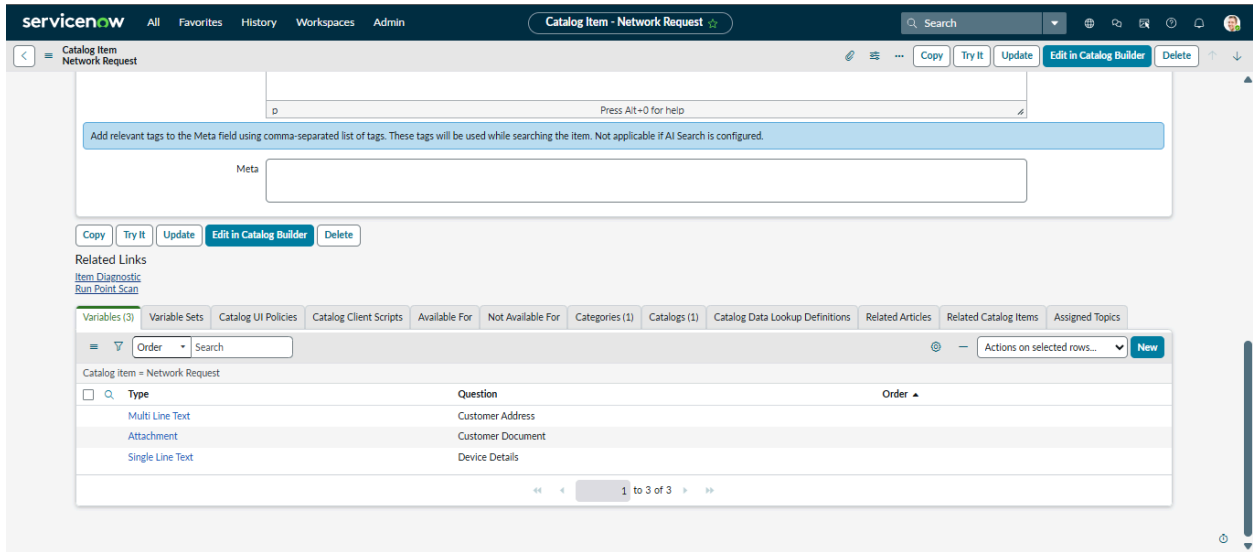 servicenow All Favorites History Workspaces Admin Catalog Item - Network Request Search
Catalog Item
Network Request
Copy Try It Update Edit in Catalog Builder Delete
p Press Alt+0 for help
Add relevant tags to the Meta field using comma-separated list of tags. These tags will be used while searching the item. Not applicable if AI Search is configured.
Meta
Copy Try It Update Edit in Catalog Builder Delete
Related Links
Item Diagnostic
Run Point Scan
Variables (3) Variable Sets Catalog UI Policies Catalog Client Scripts Available For Not Available For Categories (1) Catalogs (1) Catalog Data Lookup Definitions Related Articles Related Catalog Items Assigned Topics
Order Search Actions on selected rows... New
Catalog item = Network Request
Type Question Order
Multi Line Text Customer Address
Attachment Customer Document
Single Line Text Device Details
1 to 3 of 3